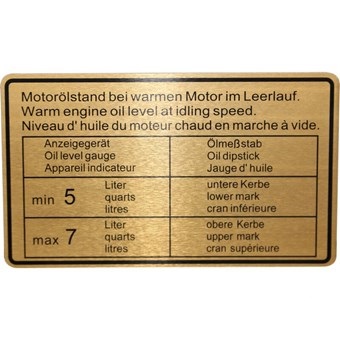 Motorölstand bei warmen Motor im Leerlauf.
Warm engine oil level at idling speed.
Niveau d' huile du moteur chaud en marche à vide.
Anzeigegerät
Oil level gauge
Appareil indicateur
Ölmeßstab
Oil dipstick
Jauge d' huile
min 5
Liter
quarts
litres
untere Kerbe
lower mark
cran inférieure
max 7
Liter
quarts
litres
obere Kerbe
upper mark
cran supérieure